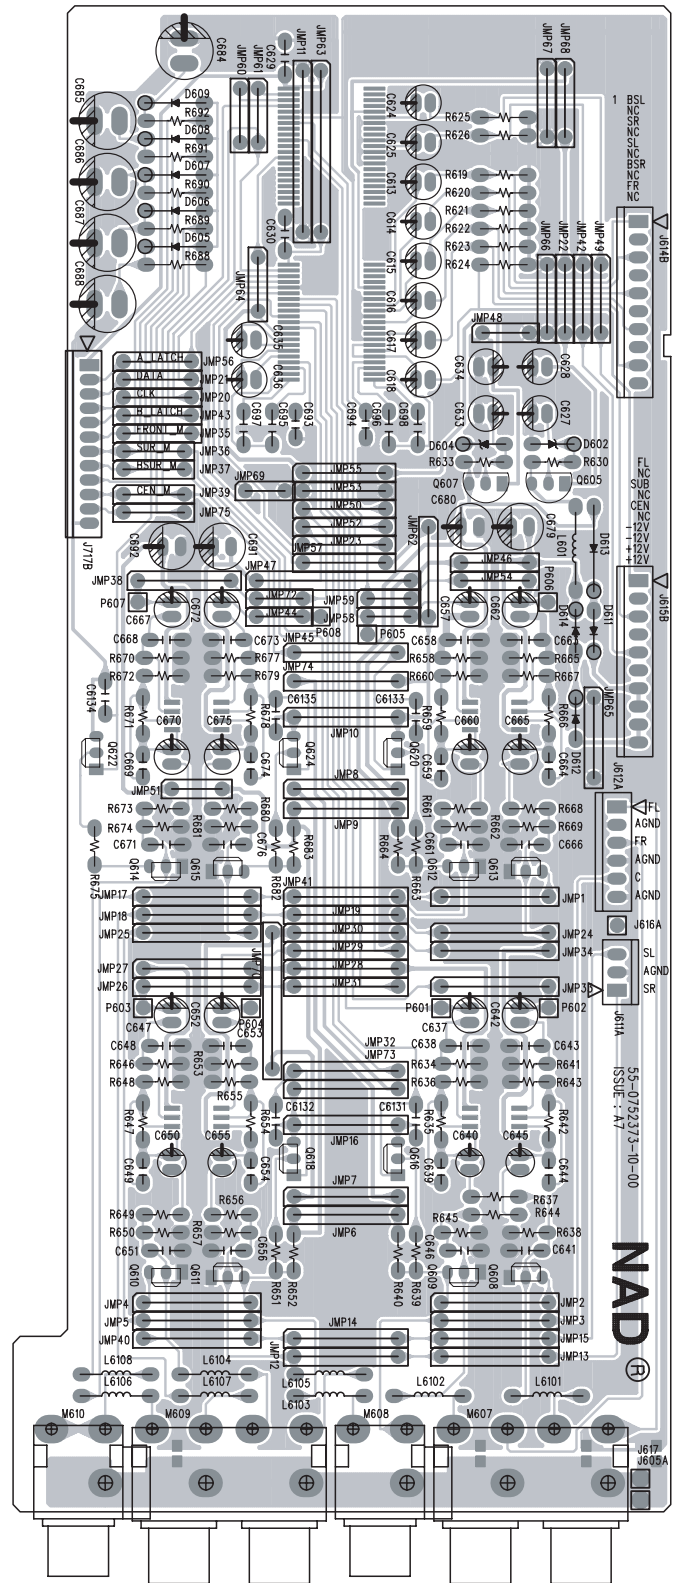 C684
C629
JMP11
JMP63
JMP60
JMP61
JMP67
JMP68
C685
D609
R692
D608
R691
D607
R690
D606
R689
D605
R688
C686
C687
C688
C624
C625
C613
C614
C615
C616
C617
C618
R625
R626
R619
R620
R621
R622
R623
R624
1 BSL
NC
SR
NC
SL
NC
BSR
NC
FR
NC
J614B
C630
JMP64
JMP66
JMP22
JMP42
JMP49
JMP48
C635
C636
C634
C628
C633
C627
A_LATCH JMP56
DATA JMP21
CLK JMP20
B_LATCH JMP43
FRONT_M JMP35
SUR_M JMP36
BSUR_M JMP37
CEN_M JMP39
JMP75
J717B
C697
C695
C693
C694
C696
C698
D604
D602
R633
R630
Q607
Q605
C680
C679
JMP69
JMP55
JMP53
JMP50
JMP52
JMP23
JMP57
JMP62
FL
NC
SUB
NC
CEN
NC
-12V
-12V
+12V
+12V
J615B
L601
D613
C692
C691
JMP38
JMP47
JMP46
JMP54
P606
P607
C667
C672
JMP72
JMP44
JMP59
JMP58
P608
P605
C657
C662
D614
D611
C668
C673
JMP45
C658
C663
R670
R677
R658
R665
R672
R679
JMP74
R660
R667
C6134
R671
C670
C675
R678
C6135
C6133
R659
C660
C665
R666
JMP65
JMP10
Q622
C669
C674
Q624
Q620
C659
C664
D612
J612A
JMP51
JMP8
JMP9
R673
R674
C671
R681
R680
C676
R683
R682
R675
Q614
Q615
R661
R662
C661
R664
R663
Q612
Q613
R668
R669
C666
FL
AGND
FR
AGND
C
AGND
J616A
JMP17
JMP18
JMP25
JMP41
JMP19
JMP30
JMP29
JMP28
JMP31
JMP1
JMP24
JMP34
SL
AGND
SR
J611A
JMP27
JMP26
P603
P604
C647
C652
C653
P601
P602
C637
C642
C648
R646
R648
R653
R655
JMP32
JMP73
C638
R634
R636
C643
R641
R643
55-0752373-10-00
ISSUE : A7
R647
C650
C655
R654
C6132
C6131
R635
C640
C645
R642
JMP16
C649
C654
Q618
Q616
C639
C644
JMP7
JMP6
R656
R649
R650
C651
R657
C656
R651
R652
Q610
Q611
R637
R644
R645
R638
C641
C646
R640
R639
Q609
Q608
NAD ®
JMP4
JMP5
JMP40
JMP14
JMP12
JMP2
JMP3
JMP15
JMP13
L6108
L6106
L6104
L6107
L6105
L6103
L6102
L6101
M610
M609
M608
M607
J617
J605A